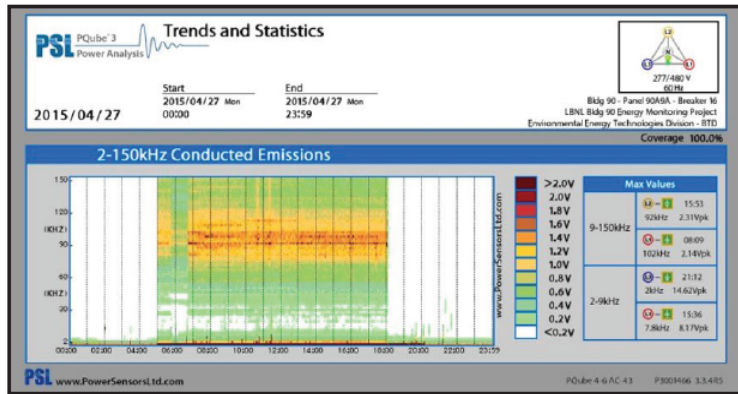 PSL PQube® 3 Power Analysis
Trends and Statistics
L2
N
L3 L1
277/480 V
60 Hz
Start End
2015/04/27 Mon 2015/04/27 Mon
2015/04/27 00:00 23:59
Bldg 90 - Panel 90A9A - Breaker 16
LBNL Bldg 90 Energy Monitoring Project
Environmental Energy Technologies Division - BTD
Coverage 100.0%
2-150kHz Conducted Emissions
150
120
(KHZ)
90
60
(KHZ)
30
2
00:00 02:00 04:00 06:00 08:00 10:00 12:00 14:00 16:00 18:00 20:00 22:00 23:59
>2.0V
2.0V
1.8V
1.6V
1.4V
1.2V
1.0V
0.8V
0.6V
0.4V
0.2V
<0.2V
www.PowerSensorsLtd.com
Max Values
9-150kHz
L2 - 15:53
92kHz 2.31Vpk
L1 - 08:09
102kHz 2.14Vpk
2-9kHz
L3 - 21:12
2kHz 14.62Vpk
L1 - 15:36
7.8kHz 8.17Vpk
PSL www.PowerSensorsLtd.com
PQube 4-6 AC-43 P3003466 3.3.4R5